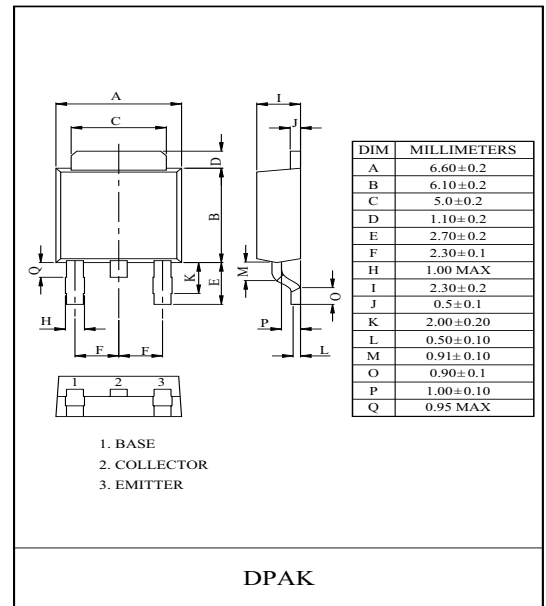 A
C
D
B
Q
K
E
H
F F
1 2 3
I
J
M
O
P
L
DIM MILLIMETERS
A 6.60±0.2
B 6.10±0.2
C 5.0±0.2
D 1.10±0.2
E 2.70±0.2
F 2.30±0.1
H 1.00 MAX
I 2.30±0.2
J 0.5±0.1
K 2.00±0.20
L 0.50±0.10
M 0.91±0.10
O 0.90±0.1
P 1.00±0.10
Q 0.95 MAX
1. BASE
2. COLLECTOR
3. EMITTER
DPAK